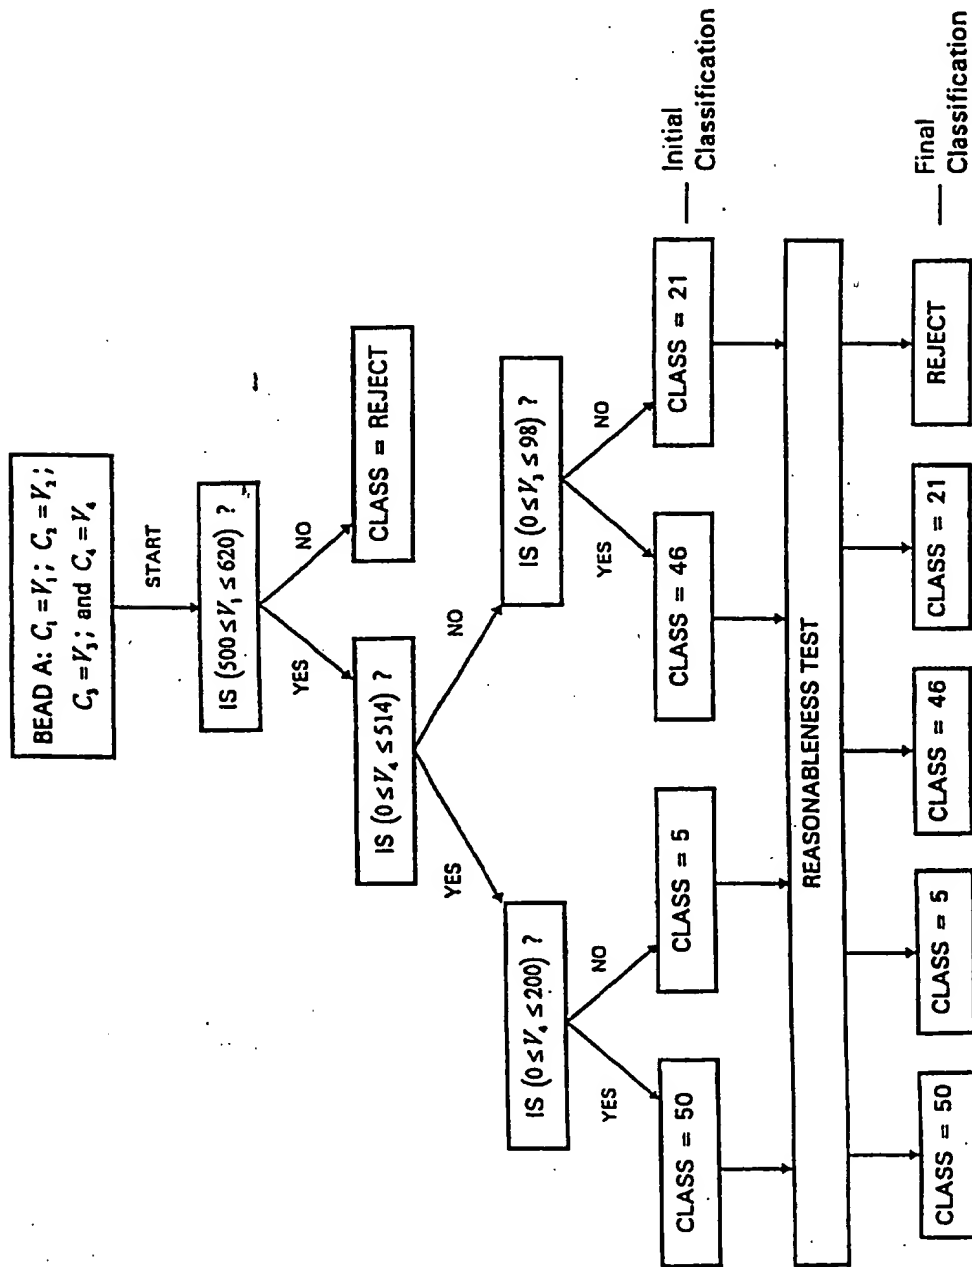 BEAD A: C₁ = V₁; C₂ = V₂;
C₃ = V₃; and C₄ = V₄
START
IS (500 ≤ V₁ ≤ 620) ?
YES
NO
IS (0 ≤ V₄ ≤ 514) ?
CLASS = REJECT
YES
NO
IS (0 ≤ V₄ ≤ 200) ?
IS (0 ≤ V₃ ≤ 98) ?
YES
NO
YES
NO
CLASS = 50
CLASS = 5
CLASS = 46
CLASS = 21
Initial
Classification
REASONABLENESS TEST
CLASS = 50
CLASS = 5
CLASS = 46
CLASS = 21
REJECT
Final
Classification